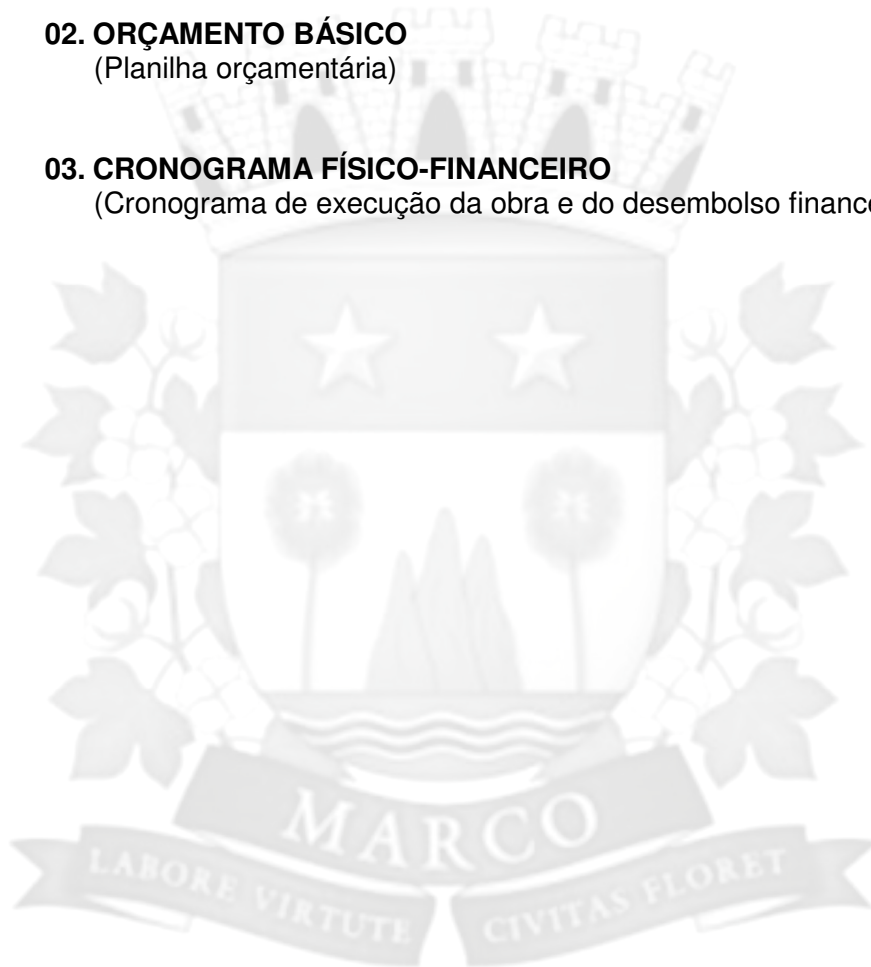 02. ORÇAMENTO BÁSICO
(Planilha orçamentária)
03. CRONOGRAMA FÍSICO-FINANCEIRO
(Cronograma de execução da obra e do desembolso finance
MARCO
LABORE VIRTUTE CIVITAS FLORET